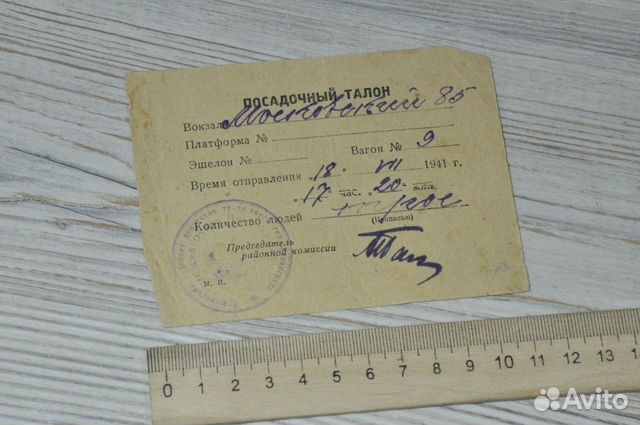 ПОСАДОЧНЫЙ ТАЛОН
Вокзал Московский 85
Платформа №
Эшелон № Вагон № 9
Время отправления "18" VII 1941 г.
"17" час. "20" мин.
Количество людей трое
(Прописью)
Председатель
районной комиссии
М. П.
0 1 2 3 4 5 6 7 8 9 10 11 12 13
Avito